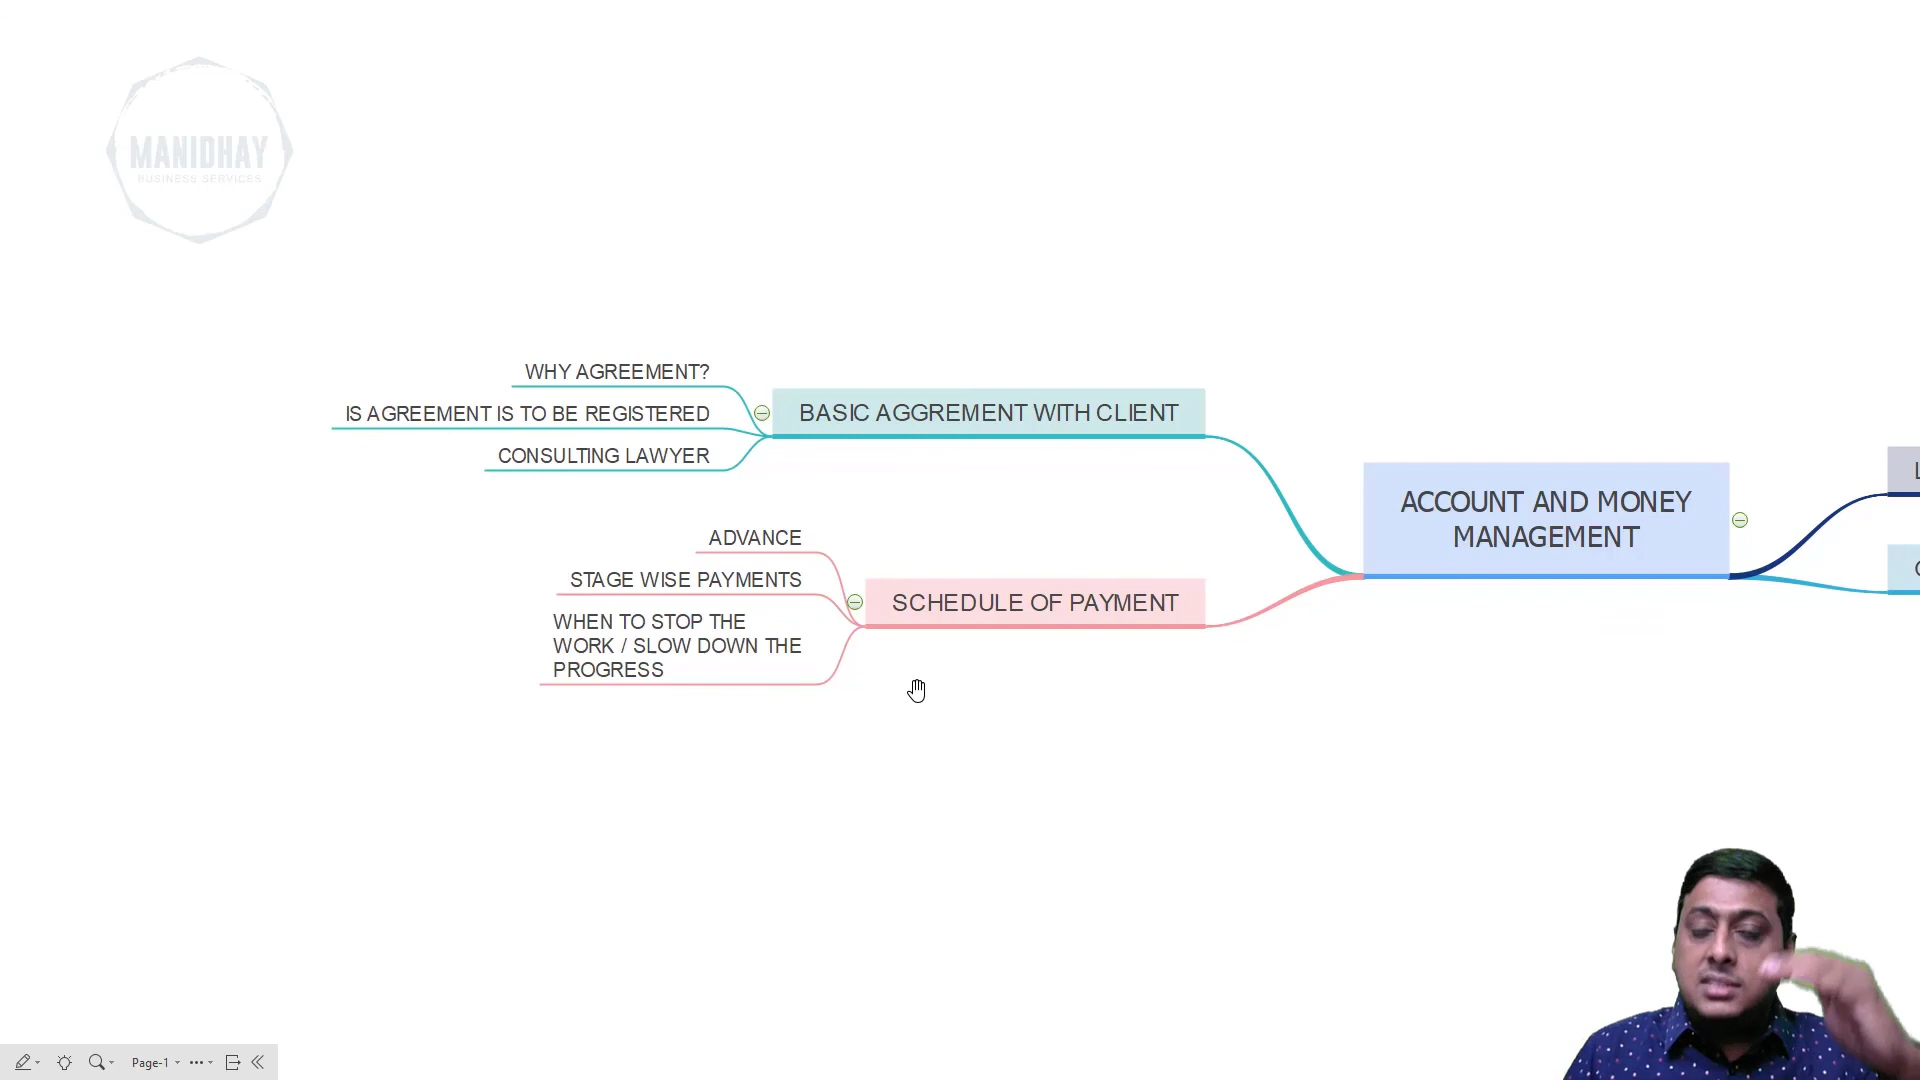 MANIDHAY
BUSINESS SERVICES
WHY AGREEMENT?
IS AGREEMENT IS TO BE REGISTERED
CONSULTING LAWYER
BASIC AGGREMENT WITH CLIENT
ADVANCE
STAGE WISE PAYMENTS
WHEN TO STOP THE
WORK / SLOW DOWN THE
PROGRESS
SCHEDULE OF PAYMENT
ACCOUNT AND MONEY
MANAGEMENT
Page-1